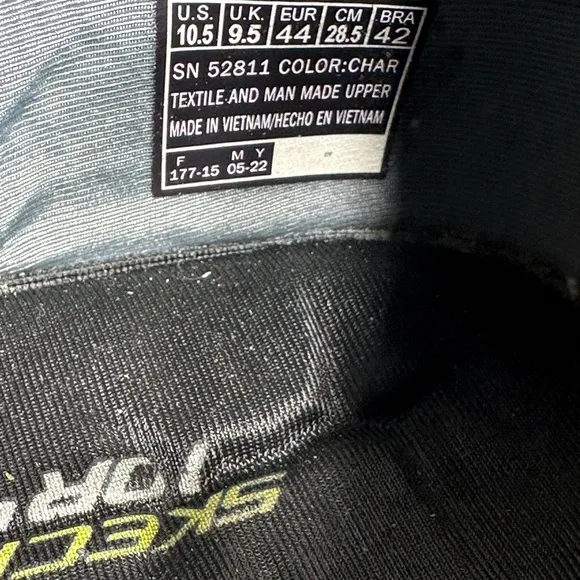 U.S. U.K. EUR CM BRA
10.5 9.5 44 28.5 42
SN 52811 COLOR:CHAR
TEXTILE AND MAN MADE UPPER
MADE IN VIETNAM/HECHO EN VIETNAM
F M Y
177-15 05-22
SKEC